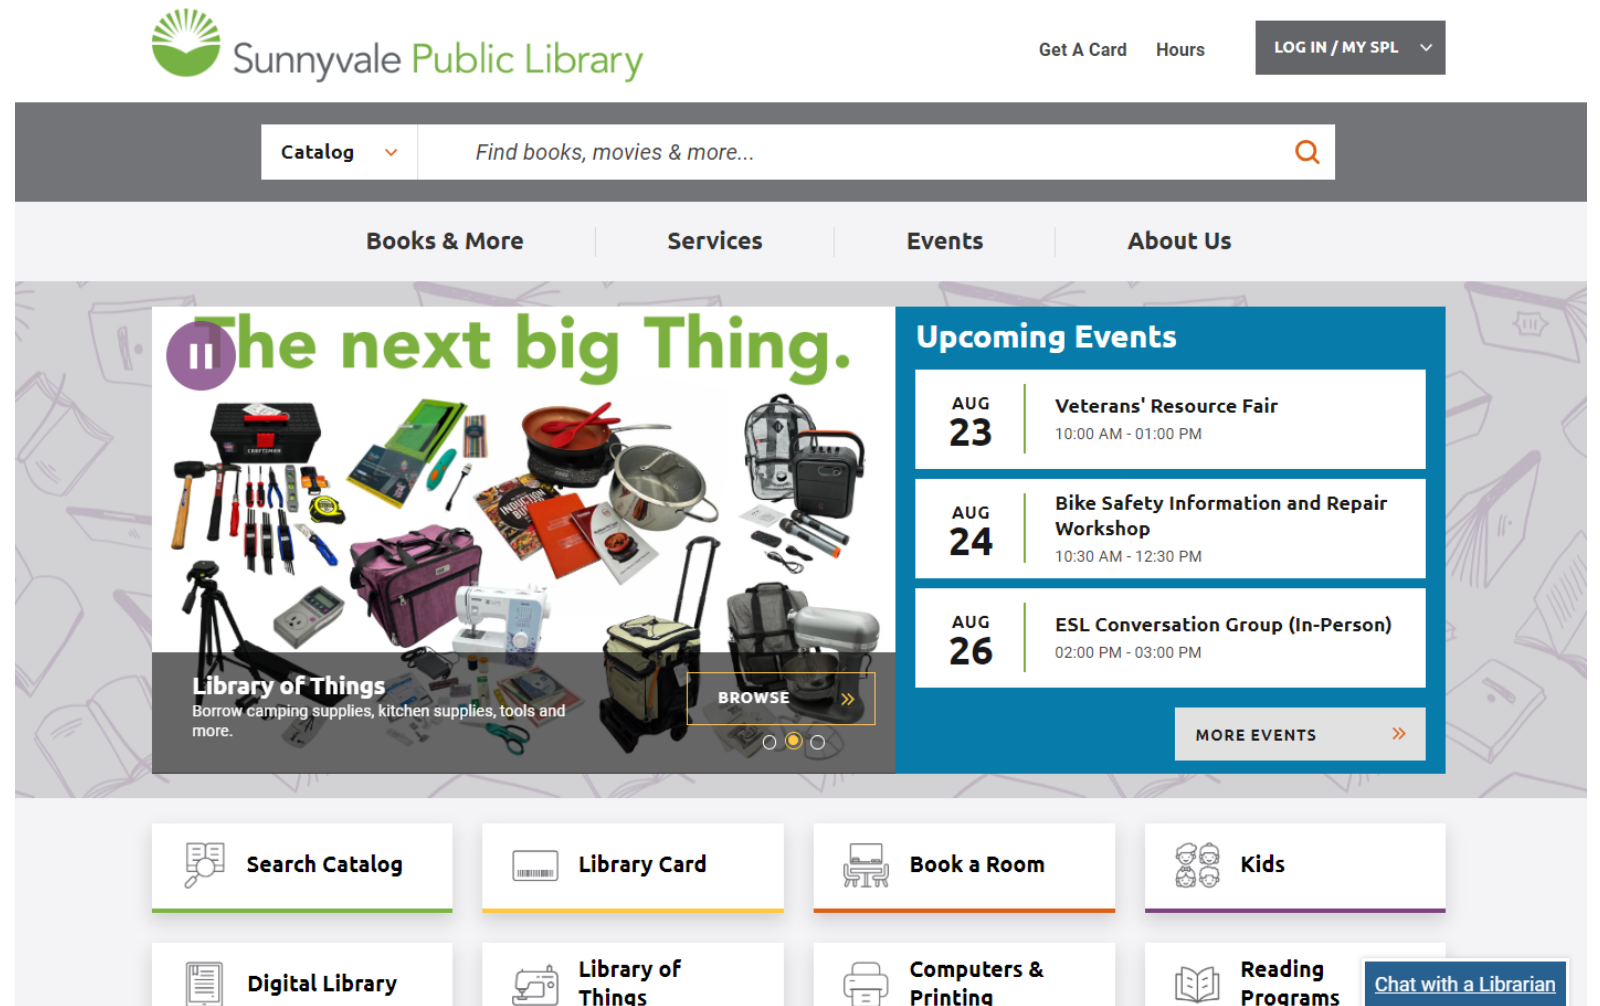 Sunnyvale Public Library
Get A Card
Hours
LOG IN / MY SPL
Catalog
Find books, movies & more...
Books & More
Services
Events
About Us
The next big Thing.
CRAFTSMAN
INDUCTION
Library of Things
Borrow camping supplies, kitchen supplies, tools and
more.
BROWSE
Upcoming Events
AUG
23
Veterans' Resource Fair
10:00 AM - 01:00 PM
AUG
24
Bike Safety Information and Repair
Workshop
10:30 AM - 12:30 PM
AUG
26
ESL Conversation Group (In-Person)
02:00 PM - 03:00 PM
MORE EVENTS
Search Catalog
Library Card
Book a Room
Kids
Digital Library
Library of
Things
Computers &
Printing
Reading
Programs
Chat with a Librarian